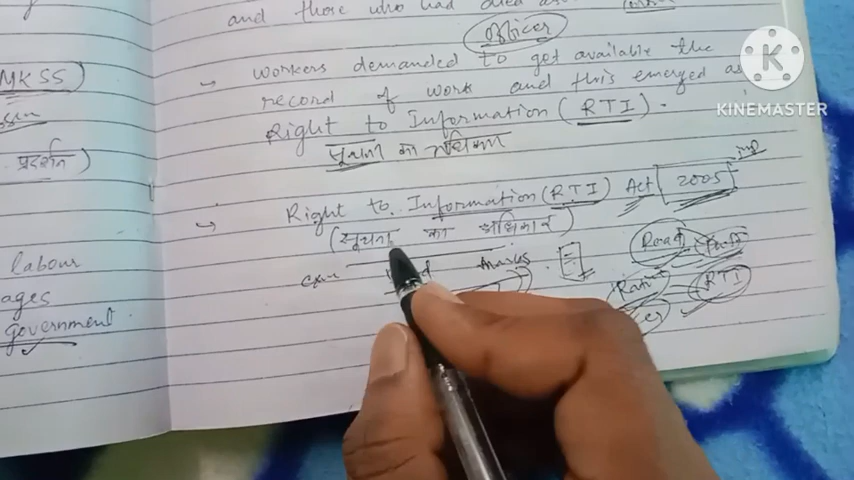 MKSS)
प्रदर्शन)
labour
ages
government
and those who had died as
officer
→ workers demanded to get available the
record of work and this emerged as
Right to Information (RTI).
सूचना का अधिकार
→ Right to Information (RTI) Act 2005 imp
(सूचना का अधिकार)
Marks
Road
RTI
K
KINEMASTER